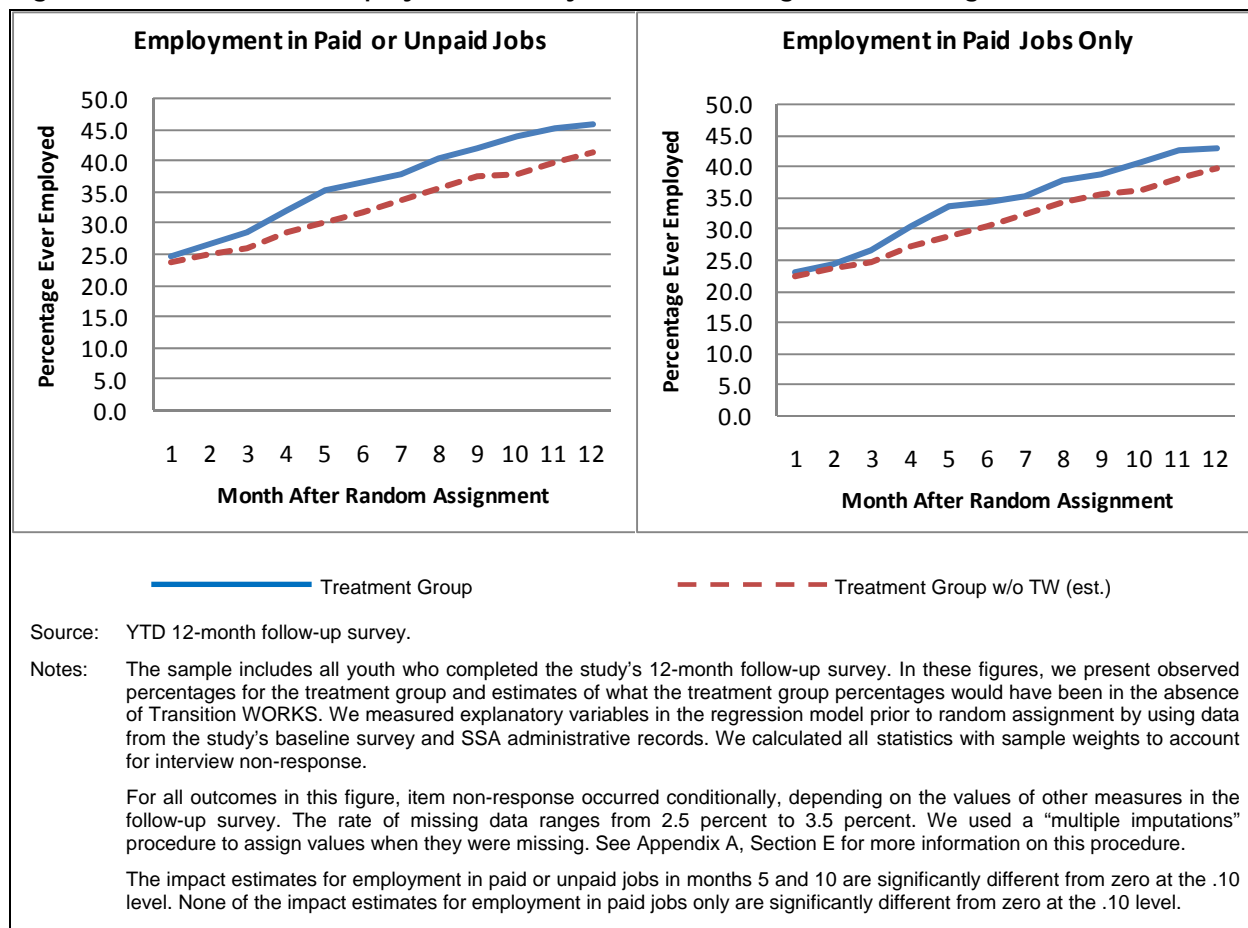 Employment in Paid or Unpaid Jobs
Percentage Ever Employed
50.0
45.0
40.0
35.0
30.0
25.0
20.0
15.0
10.0
5.0
0.0
1 2 3 4 5 6 7 8 9 10 11 12
Month After Random Assignment
Employment in Paid Jobs Only
Percentage Ever Employed
50.0
45.0
40.0
35.0
30.0
25.0
20.0
15.0
10.0
5.0
0.0
1 2 3 4 5 6 7 8 9 10 11 12
Month After Random Assignment
Treatment Group
Treatment Group w/o TW (est.)
Source: YTD 12-month follow-up survey.
Notes: The sample includes all youth who completed the study’s 12-month follow-up survey. In these figures, we present observed
percentages for the treatment group and estimates of what the treatment group percentages would have been in the absence
of Transition WORKS. We measured explanatory variables in the regression model prior to random assignment by using data
from the study’s baseline survey and SSA administrative records. We calculated all statistics with sample weights to account
for interview non-response.
For all outcomes in this figure, item non-response occurred conditionally, depending on the values of other measures in the
follow-up survey. The rate of missing data ranges from 2.5 percent to 3.5 percent. We used a “multiple imputations”
procedure to assign values when they were missing. See Appendix A, Section E for more information on this procedure.
The impact estimates for employment in paid or unpaid jobs in months 5 and 10 are significantly different from zero at the .10
level. None of the impact estimates for employment in paid jobs only are significantly different from zero at the .10 level.